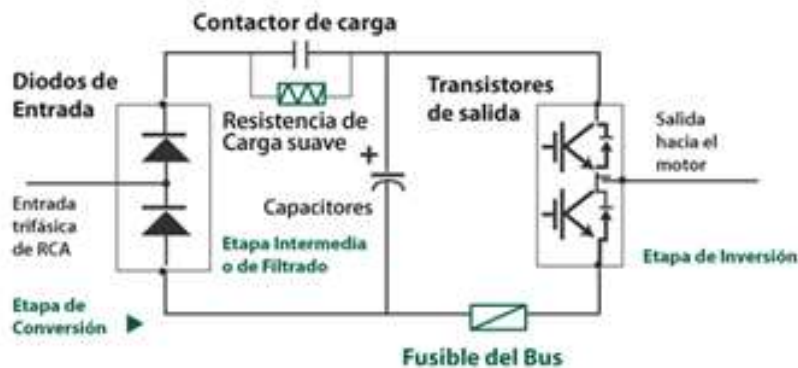 Contactor de carga
Diodos de
Entrada
Resistencia de
Carga suave
Transistores
de salida
Salida
hacia el
motor
+
Capacitores
Entrada
trifásica
de RCA
Etapa Intermedia
o de Filtrado
Etapa de Inversión
Etapa de
Conversión
Fusible del Bus